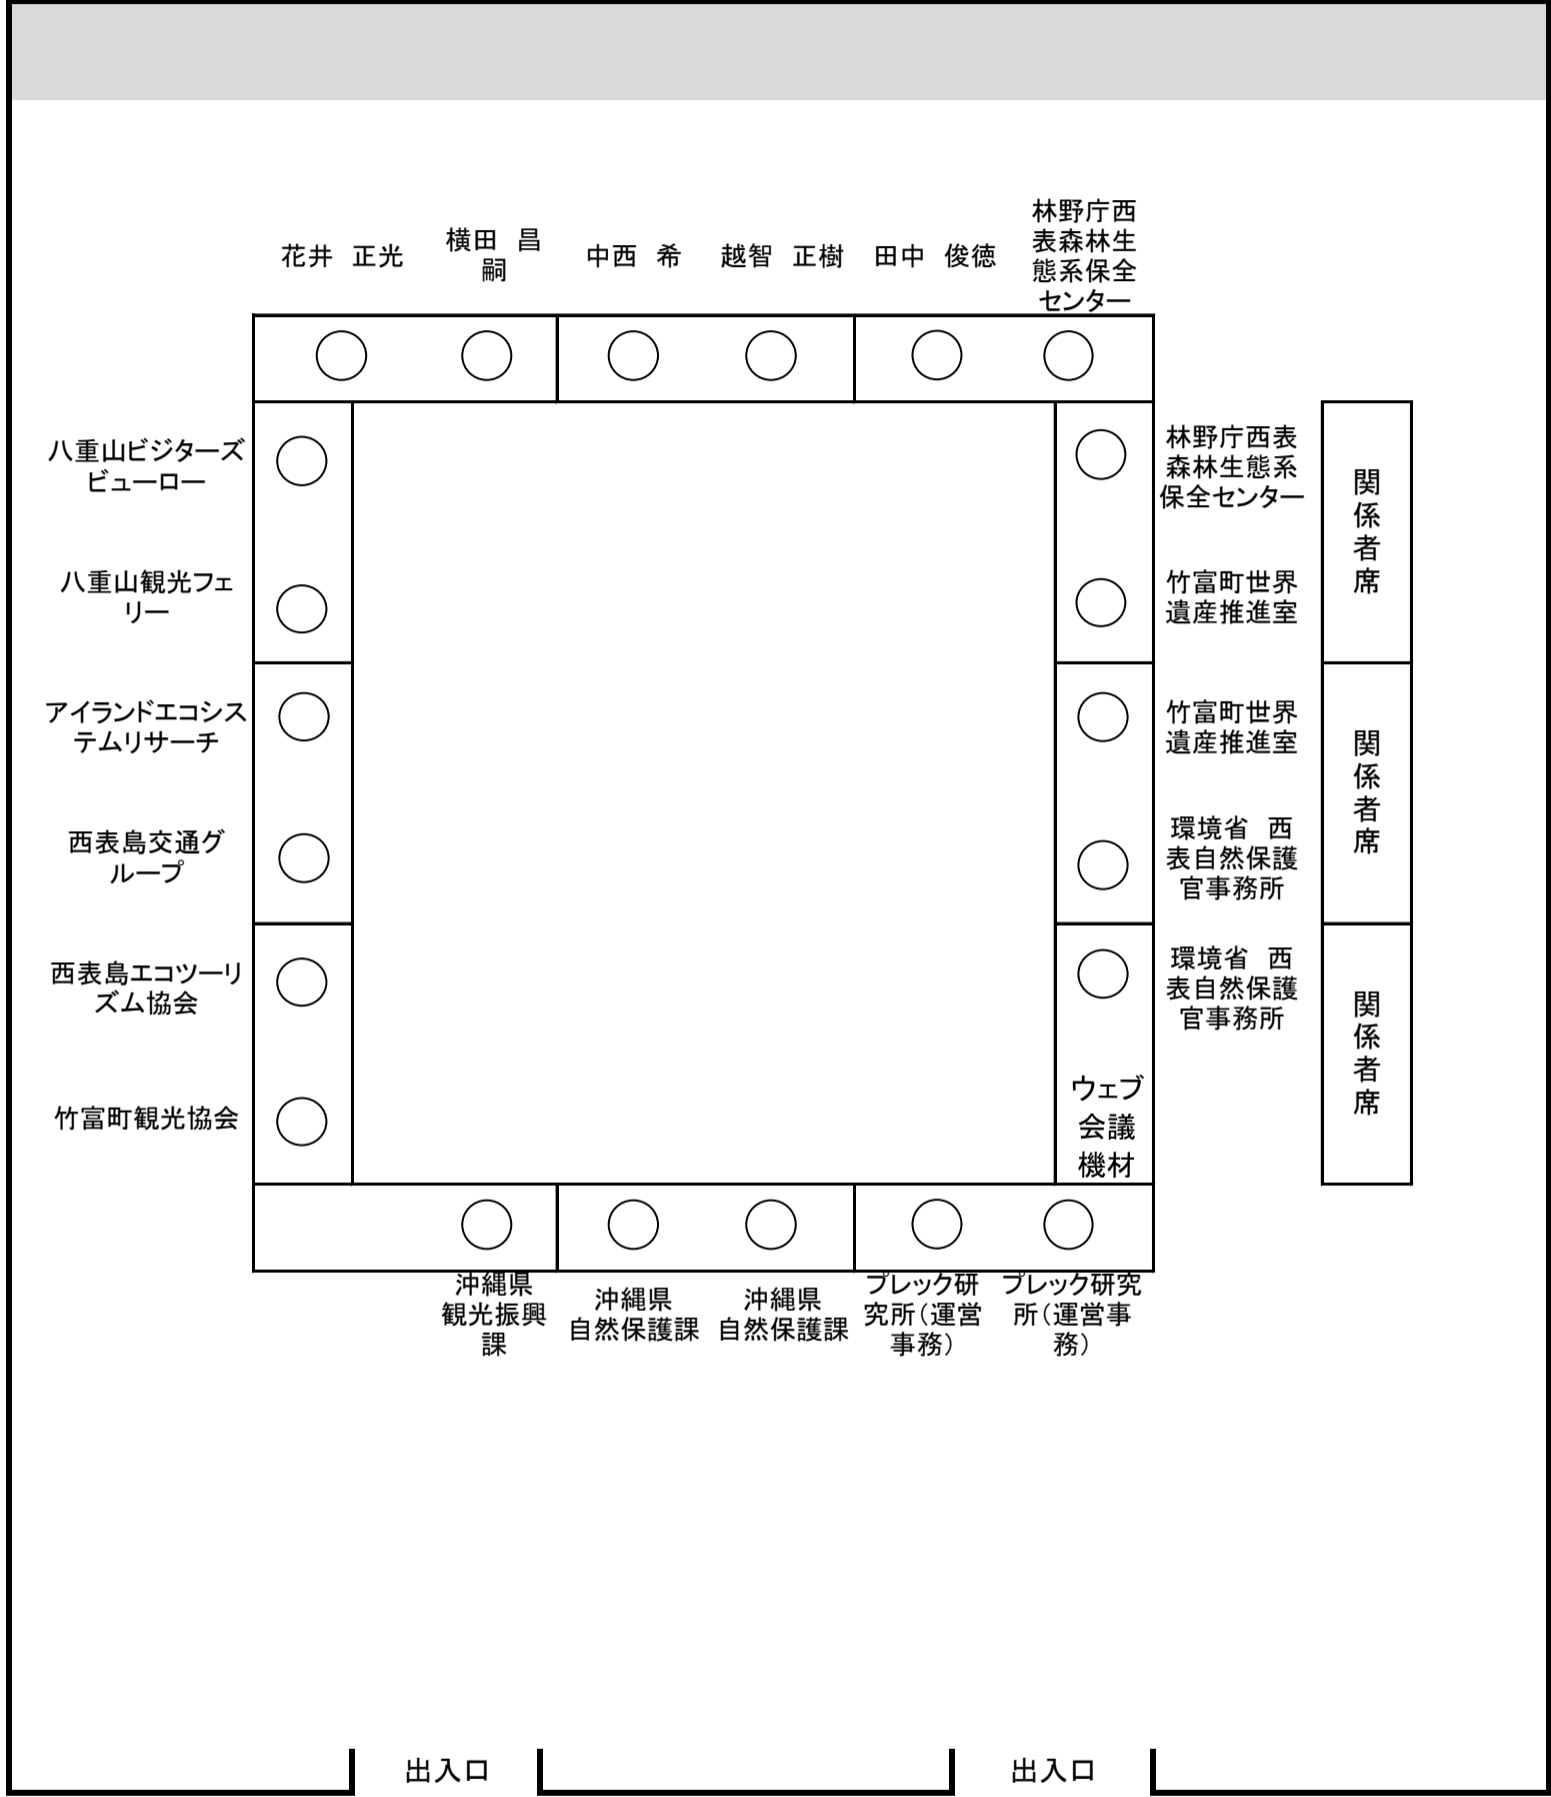 花井　正光
横田　昌
嗣
中西　希
越智　正樹
田中　俊徳
林野庁西
表森林生
態系保全
センター
八重山ビジターズ
ビューロー
八重山観光フェ
リー
アイランドエコシス
テムリサーチ
西表島交通グ
ループ
西表島エコツーリ
ズム協会
竹富町観光協会
林野庁西表
森林生態系
保全センター
竹富町世界
遺産推進室
竹富町世界
遺産推進室
環境省　西
表自然保護
官事務所
環境省　西
表自然保護
官事務所
ウェブ
会議
機材
関係者席
関係者席
関係者席
沖縄県
観光振興
課
沖縄県
自然保護課
沖縄県
自然保護課
プレック研
究所（運営
事務）
プレック研究
所（運営事
務）
出入口
出入口